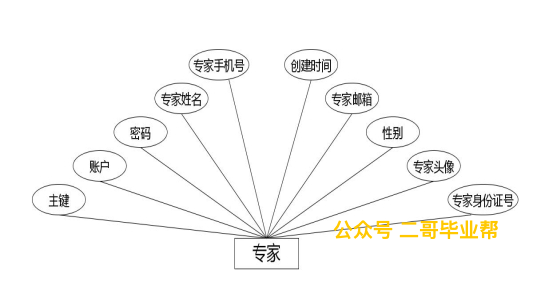 专家手机号
创建时间
专家姓名
专家邮箱
密码
性别
账户
专家头像
主键
专家身份证号
公众号 二哥毕业帮
专家